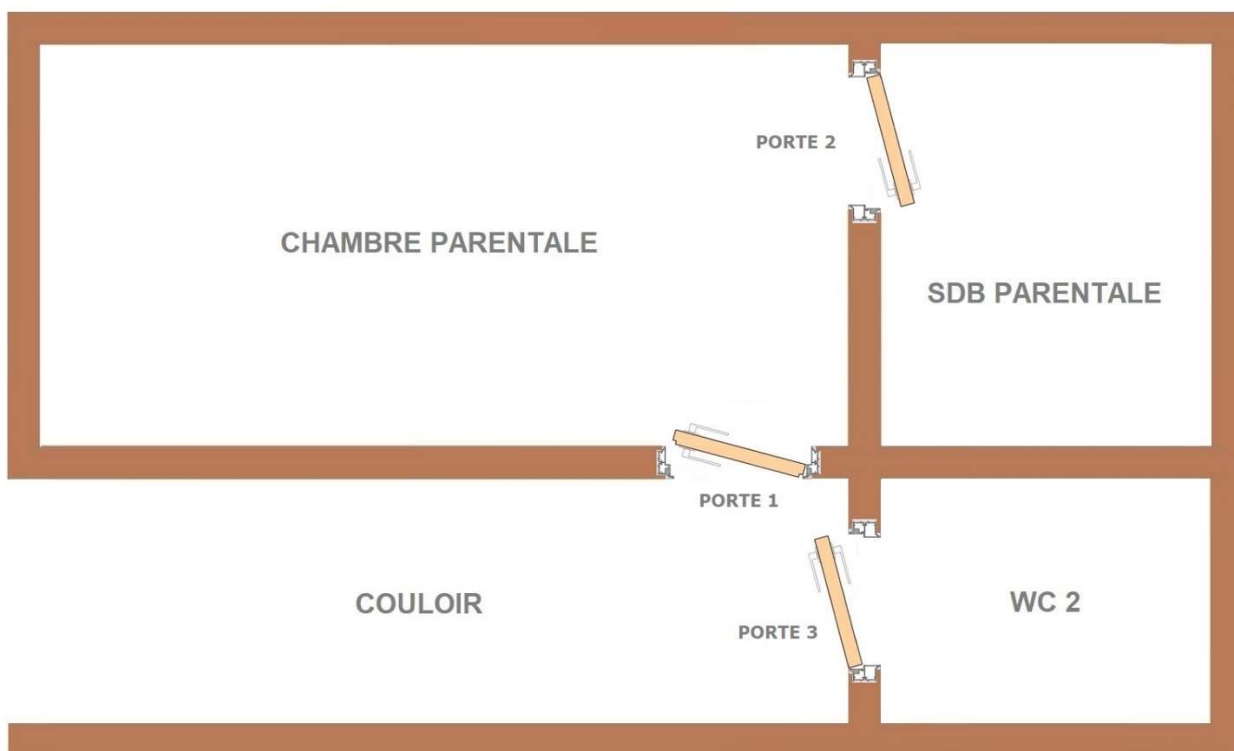 PORTE 2
CHAMBRE PARENTALE
SDB PARENTALE
PORTE 1
COULOIR
WC 2
PORTE 3